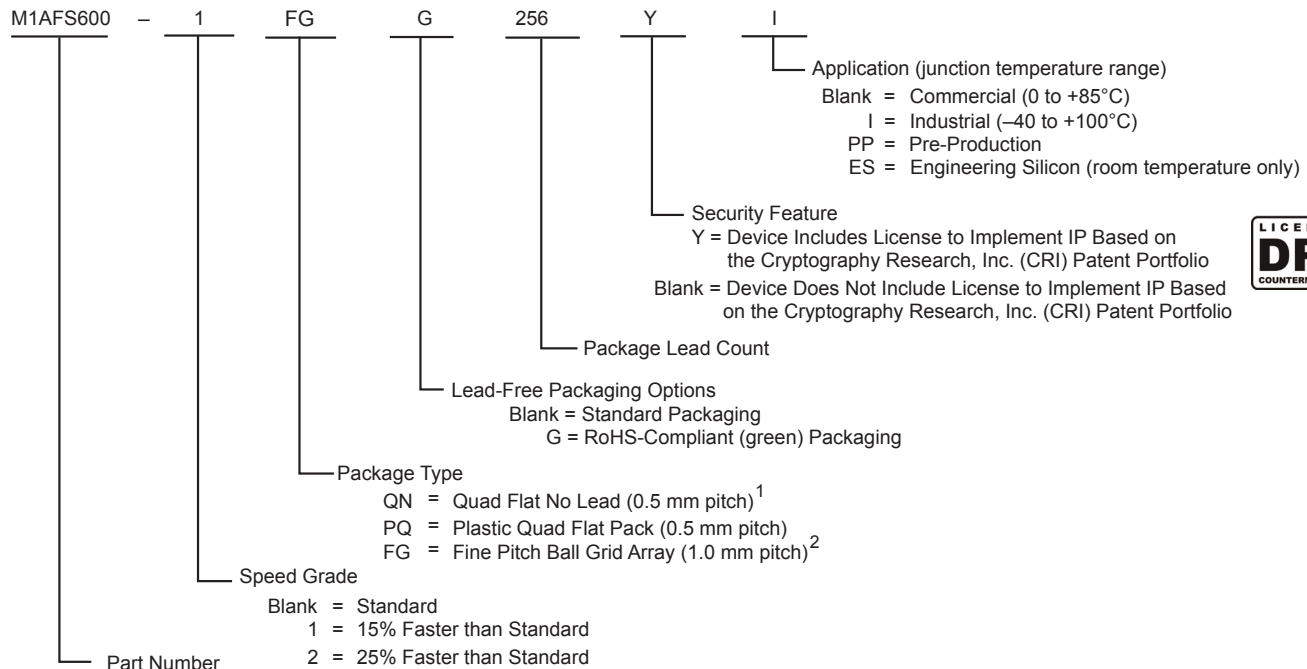 M1AFS600 – 1 FG G 256 Y I
Application (junction temperature range)
Blank = Commercial (0 to +85°C)
I = Industrial (–40 to +100°C)
PP = Pre-Production
ES = Engineering Silicon (room temperature only)
Security Feature
Y = Device Includes License to Implement IP Based on
the Cryptography Research, Inc. (CRI) Patent Portfolio
Blank = Device Does Not Include License to Implement IP Based
on the Cryptography Research, Inc. (CRI) Patent Portfolio
Package Lead Count
Lead-Free Packaging Options
Blank = Standard Packaging
G = RoHS-Compliant (green) Packaging
Package Type
QN = Quad Flat No Lead (0.5 mm pitch)1
PQ = Plastic Quad Flat Pack (0.5 mm pitch)
FG = Fine Pitch Ball Grid Array (1.0 mm pitch)2
Speed Grade
Blank = Standard
1 = 15% Faster than Standard
2 = 25% Faster than Standard
Part Number